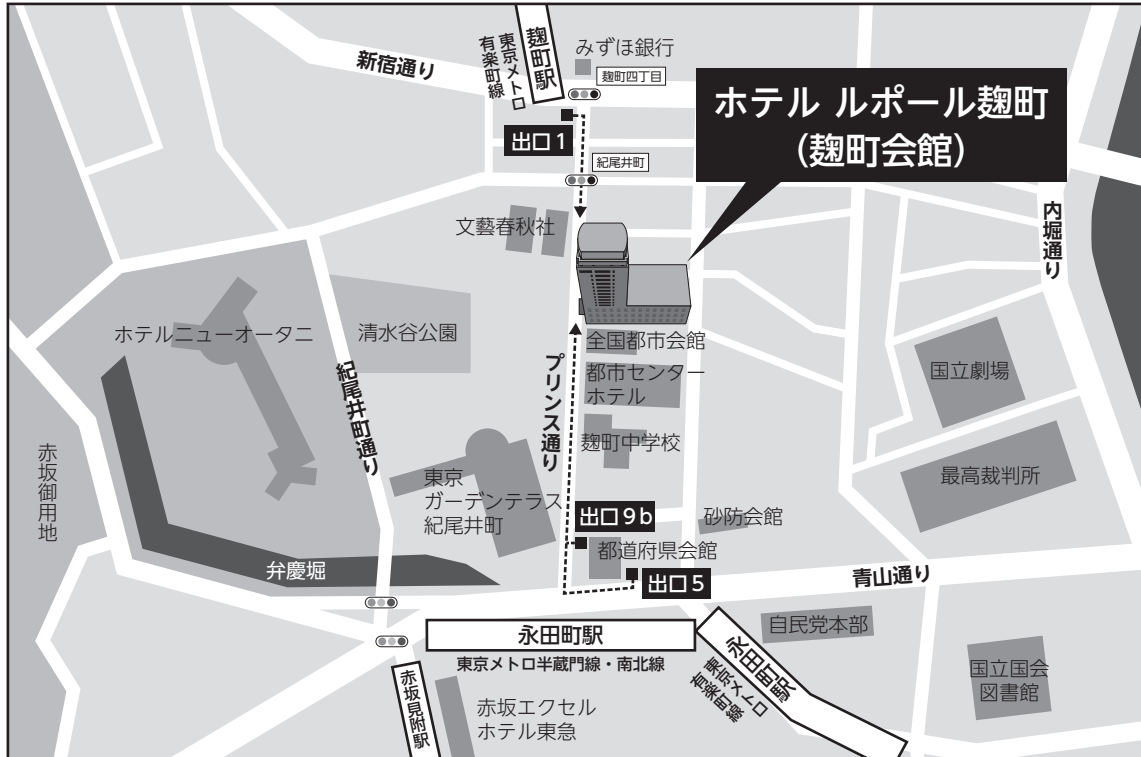 新宿通り
東京メトロ
有楽町線
麹町駅
みずほ銀行
麹町四丁目
ホテル ルポール麹町
(麹町会館)
出口1
紀尾井町
文藝春秋社
内堀通り
ホテルニューオータニ
清水谷公園
全国都市会館
都市センター
ホテル
国立劇場
紀尾井町通り
プリンス通り
麹町中学校
赤坂御用地
東京
ガーデンテラス
紀尾井町
最高裁判所
出口9b
砂防会館
都道府県会館
弁慶堀
出口5
青山通り
永田町駅
東京メトロ半蔵門線・南北線
自民党本部
永田町駅
東京メトロ
有楽町線
国立国会
図書館
赤坂見附駅
赤坂エクセル
ホテル東急